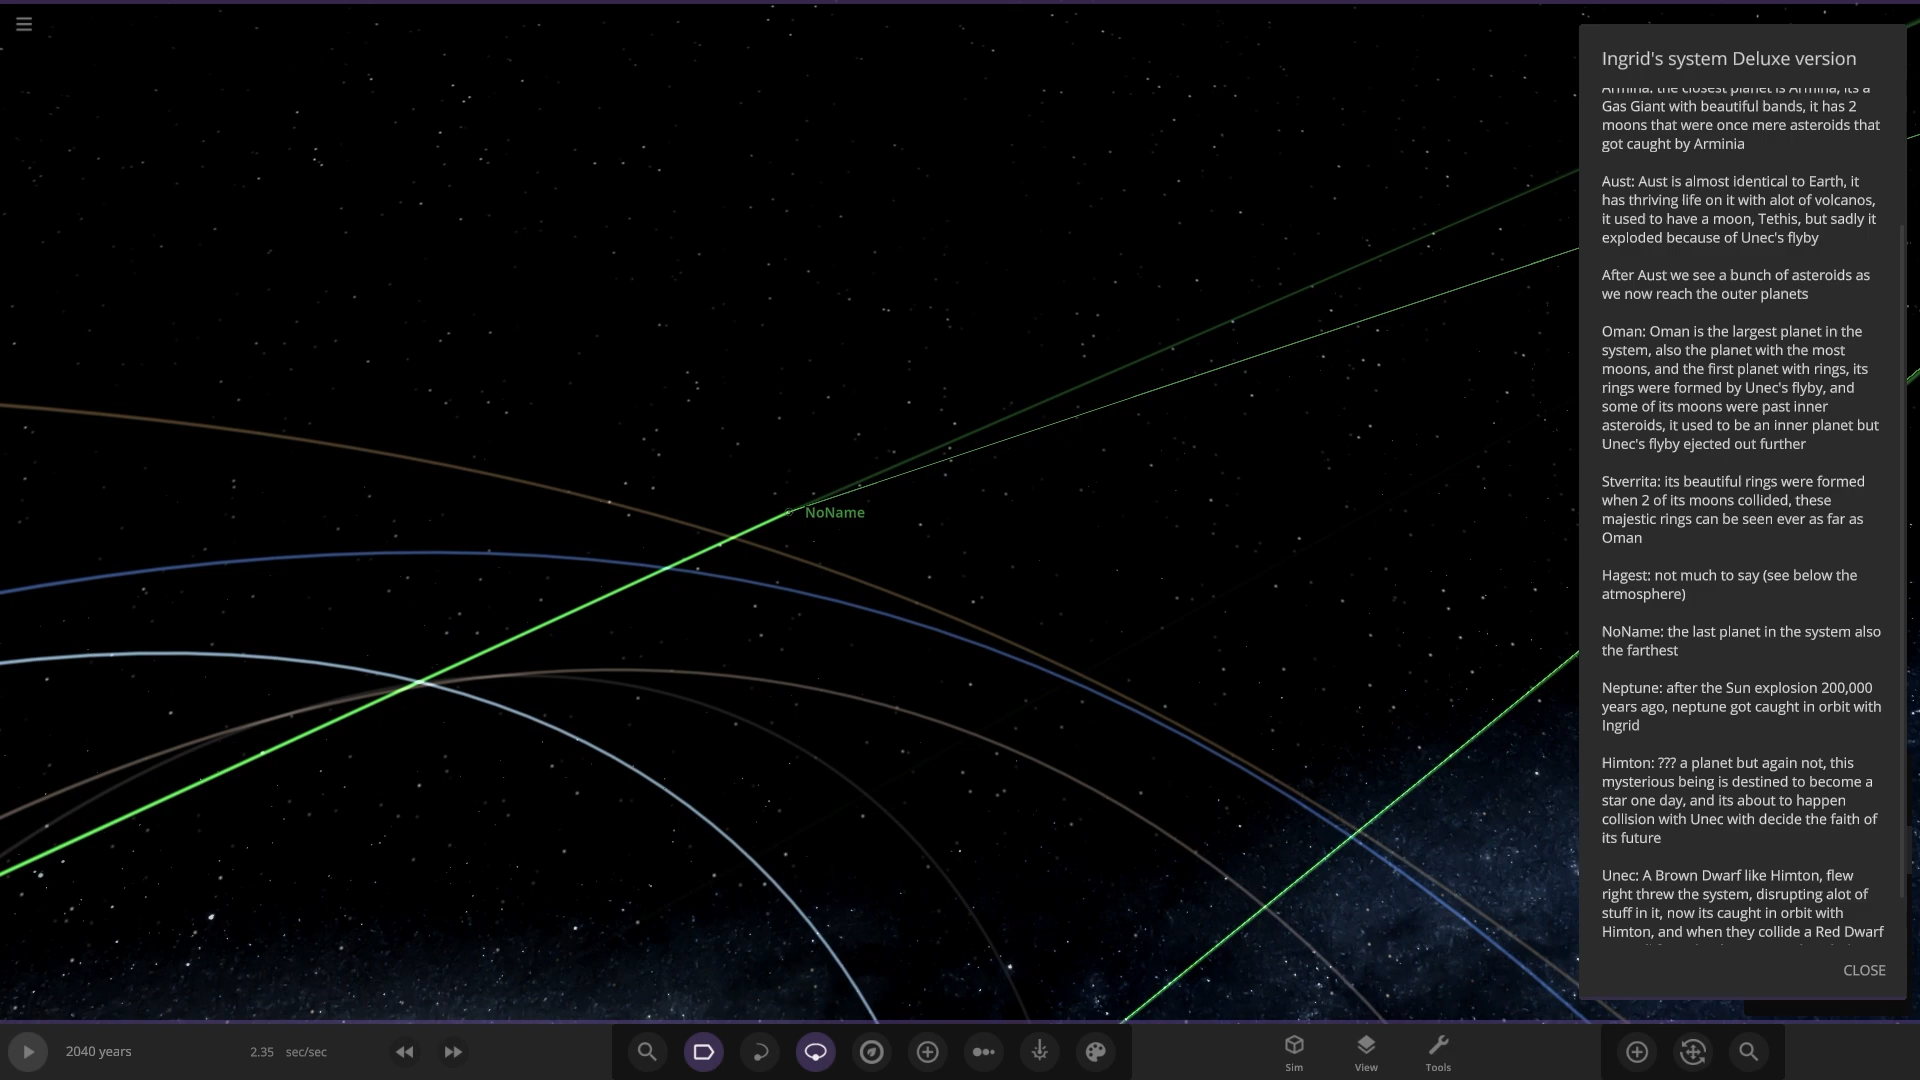 Ingrid's system Deluxe version
Armina: the closest planet is Armina, its a
Gas Giant with beautiful bands, it has 2
moons that were once mere asteroids that
got caught by Arminia
Aust: Aust is almost identical to Earth, it
has thriving life on it with alot of volcanos,
it used to have a moon, Tethis, but sadly it
exploded because of Unec's flyby
After Aust we see a bunch of asteroids as
we now reach the outer planets
Oman: Oman is the largest planet in the
system, also the planet with the most
moons, and the first planet with rings, its
rings were formed by Unec's flyby, and
some of its moons were past inner
asteroids, it used to be an inner planet but
Unec's flyby ejected out further
Stverrita: its beautiful rings were formed
when 2 of its moons collided, these
majestic rings can be seen ever as far as
Oman
Hagest: not much to say (see below the
atmosphere)
NoName: the last planet in the system also
the farthest
Neptune: after the Sun explosion 200,000
years ago, neptune got caught in orbit with
Ingrid
Himton: ??? a planet but again not, this
mysterious being is destined to become a
star one day, and its about to happen
collision with Unec with decide the faith of
its future
Unec: A Brown Dwarf like Himton, flew
right threw the system, disrupting alot of
stuff in it, now its caught in orbit with
Himton, and when they collide a Red Dwarf
CLOSE
NoName
2040 years
2.35 sec/sec
Sim
View
Tools